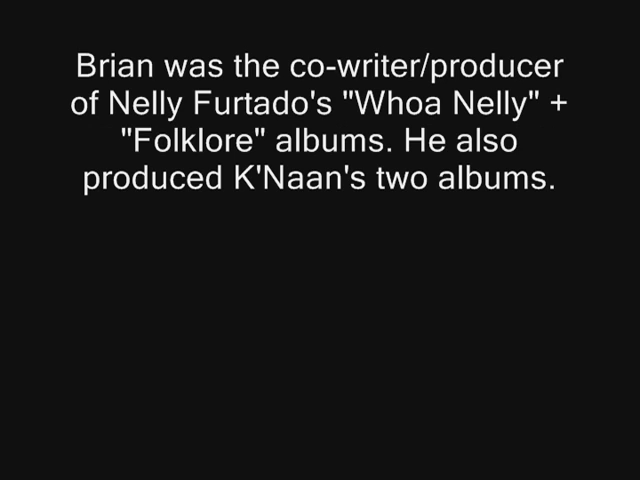 Brian was the co-writer/producer
of Nelly Furtado's "Whoa Nelly" +
"Folklore" albums. He also
produced K'Naan's two albums.